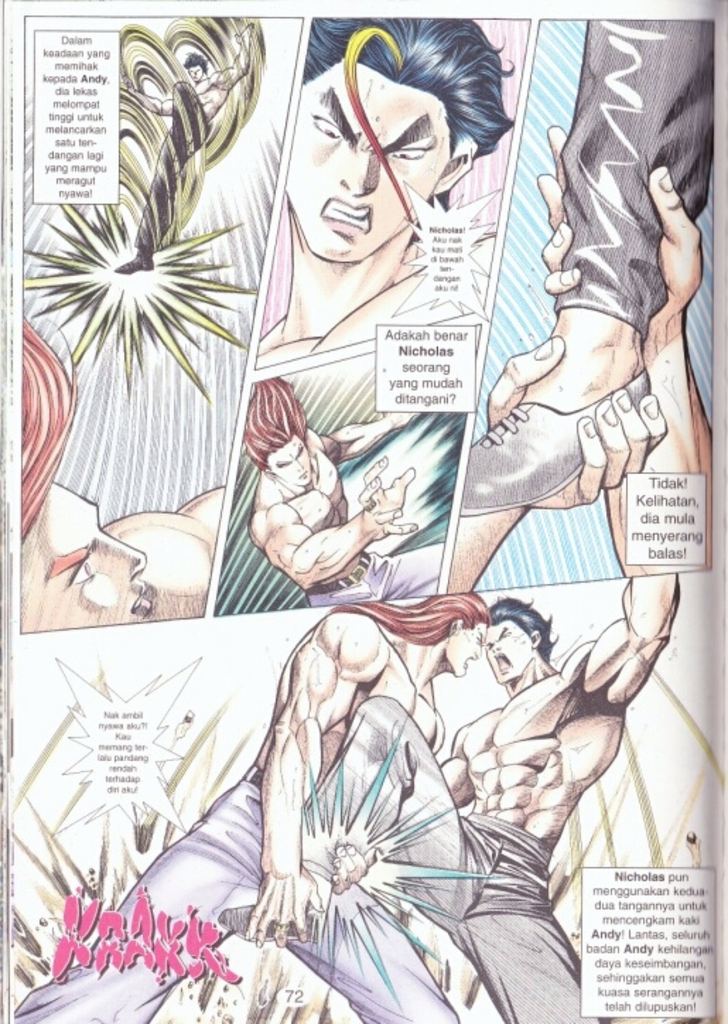 Dalam
keadaan yang
memihak
kepada Andy,
dia lekas
melompat
tinggi untuk
melancarkan
satu ten-
dangan lagi
yang mampu
meragut
nyawa!
Nicholas!
Aku nak
kau mati
di bawah
ten-
dangan
aku ni!
Adakah benar
Nicholas
seorang
yang mudah
ditangani?
Tidak!
Kelihatan,
dia mula
menyerang
balas!
Nak ambil
nyawa aku?!
Kau
memang ter-
lalu pandang
rendah
terhadap
diri aku!
Nicholas pun
menggunakan kedua-
dua tangannya untuk
mencengkam kaki
Andy! Lantas, seluruh
badan Andy kehilangan
daya keseimbangan,
sehinggakan semua
kuasa serangannya
telah dilupuskan!
72